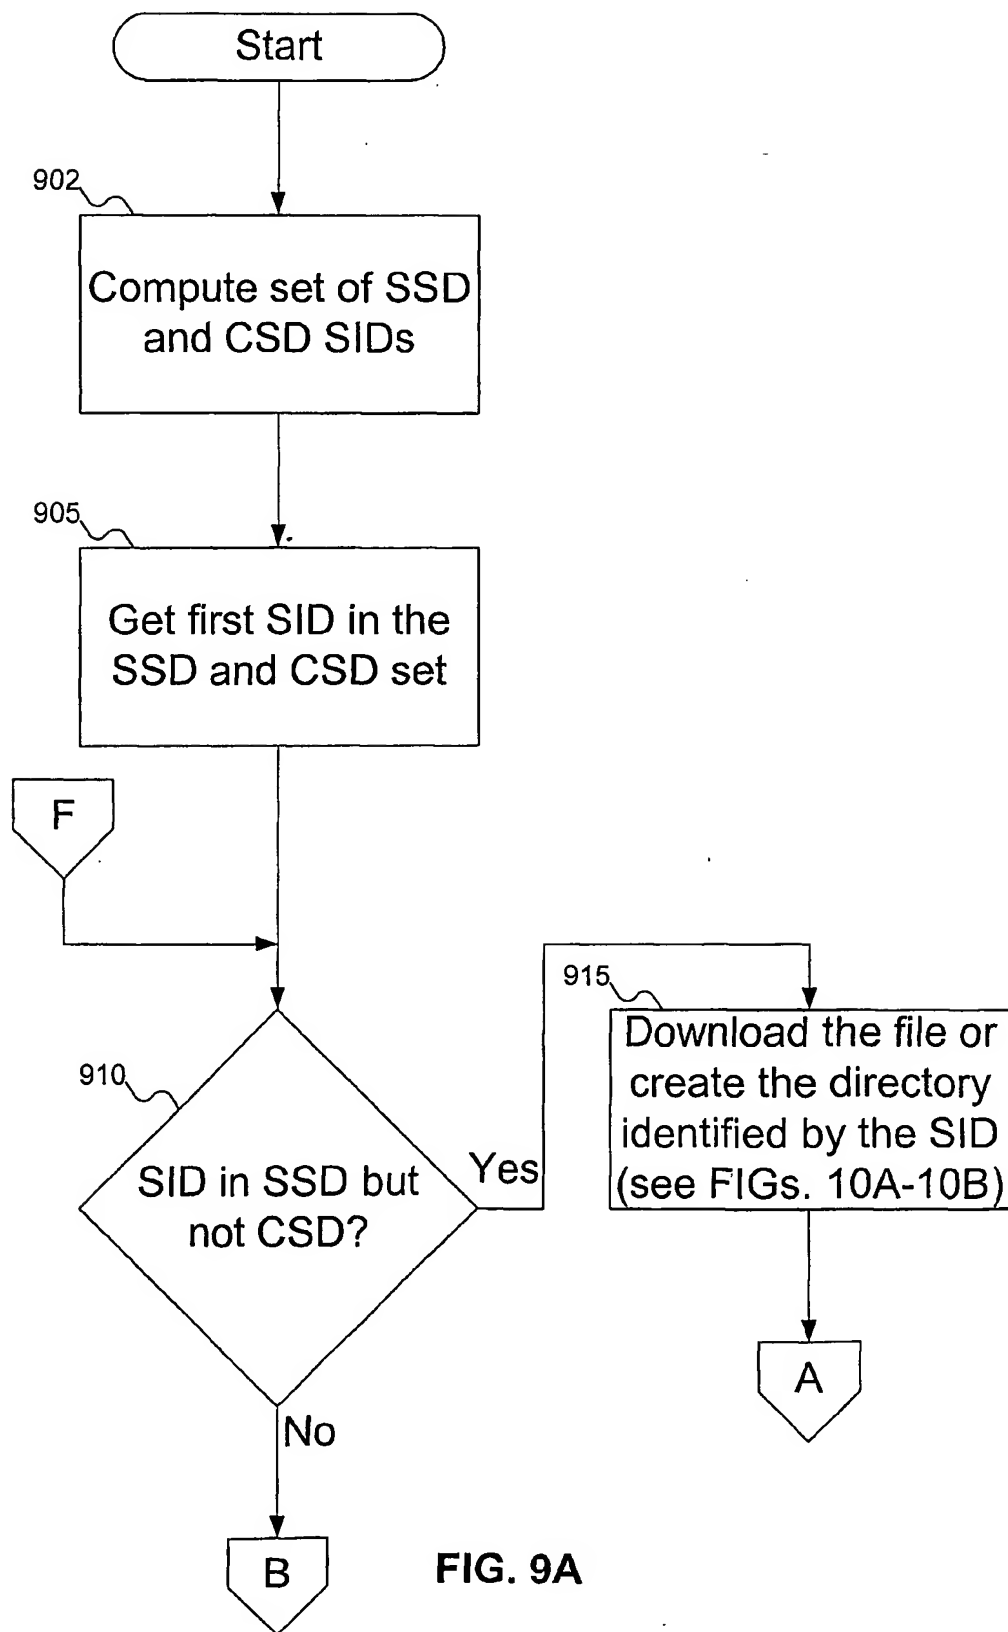 Start
902
Compute set of SSD
and CSD SIDs
905
Get first SID in the
SSD and CSD set
F
915
Download the file or
create the directory
identified by the SID
(see FIGs. 10A-10B)
910
SID in SSD but
not CSD?
Yes
A
No
B
FIG. 9A